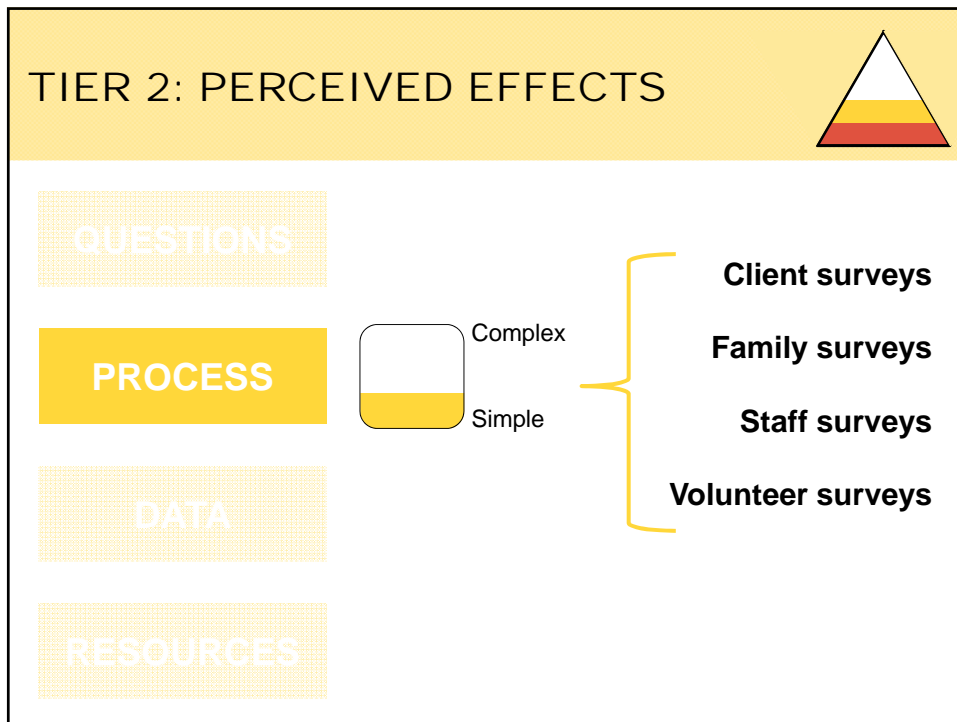 TIER 2: PERCEIVED EFFECTS
QUESTIONS
PROCESS
DATA
RESOURCES
Complex
Simple
Client surveys
Family surveys
Staff surveys
Volunteer surveys